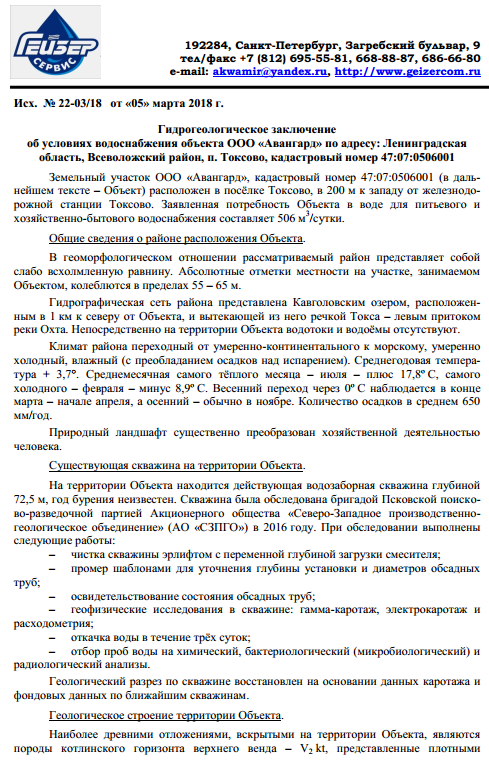 ГЕЙЗЕР
СЕРВИС
192284, Санкт-Петербург, Загребский бульвар, 9
тел/факс +7 (812) 695-55-81, 668-88-87, 686-66-80
e-mail: akwamir@yandex.ru, http://www.geizercom.ru
Исх. № 22-03/18 от «05» марта 2018 г.
Гидрогеологическое заключение
об условиях водоснабжения объекта ООО «Авангард» по адресу: Ленинградская
область, Всеволожский район, п. Токсово, кадастровый номер 47:07:0506001
Земельный участок ООО «Авангард», кадастровый номер 47:07:0506001 (в даль-
нейшем тексте – Объект) расположен в посёлке Токсово, в 200 м к западу от железнодо-
рожной станции Токсово. Заявленная потребность Объекта в воде для питьевого и
хозяйственно-бытового водоснабжения составляет 506 м³/сутки.
Общие сведения о районе расположения Объекта.
В геоморфологическом отношении рассматриваемый район представляет собой
слабо всхолмленную равнину. Абсолютные отметки местности на участке, занимаемом
Объектом, колеблются в пределах 55 – 65 м.
Гидрографическая сеть района представлена Кавголовским озером, расположен-
ным в 1 км к северу от Объекта, и вытекающей из него речкой Токса – левым притоком
реки Охта. Непосредственно на территории Объекта водотоки и водоёмы отсутствуют.
Климат района переходный от умеренно-континентального к морскому, умеренно
холодный, влажный (с преобладанием осадков над испарением). Среднегодовая темпера-
тура + 3,7°. Среднемесячная самого тёплого месяца – июля – плюс 17,8° С, самого
холодного – февраля – минус 8,9° С. Весенний переход через 0° С наблюдается в конце
марта – начале апреля, а осенний – обычно в ноябре. Количество осадков в среднем 650
мм/год.
Природный ландшафт существенно преобразован хозяйственной деятельностью
человека.
Существующая скважина на территории Объекта.
На территории Объекта находится действующая водозаборная скважина глубиной
72,5 м, год бурения неизвестен. Скважина была обследована бригадой Псковской поиско-
во-разведочной партией Акционерного общества «Северо-Западное производственно-
геологическое объединение» (АО «СЗПГО») в 2016 году. При обследовании выполнены
следующие работы:
– чистка скважины эрлифтом с переменной глубиной загрузки смесителя;
– промер шаблонами для уточнения глубины установки и диаметров обсадных
труб;
– освидетельствование состояния обсадных труб;
– геофизические исследования в скважине: гамма-каротаж, электрокаротаж и
расходометрия;
– откачка воды в течение трёх суток;
– отбор проб воды на химический, бактериологический (микробиологический) и
радиологический анализы.
Геологический разрез по скважине восстановлен на основании данных каротажа и
фондовых данных по ближайшим скважинам.
Геологическое строение территории Объекта.
Наиболее древними отложениями, вскрытыми на территории Объекта, являются
породы котлинского горизонта верхнего венда – V₂ kt, представленные плотными